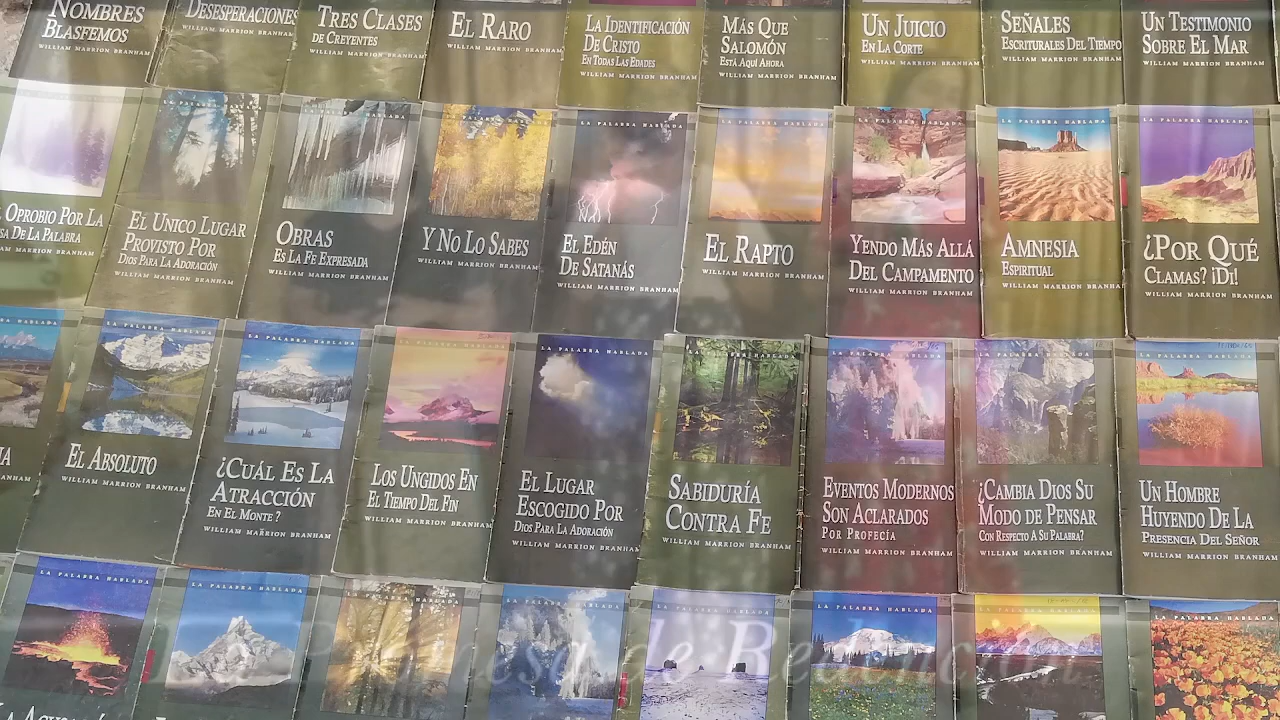 NOMBRES
BLASFEMOS
WILLIAM MARRION BRANHAM
DESESPERACIONES
WILLIAM MARRION BRANHAM
TRES CLASES
DE CREYENTES
WILLIAM MARRION BRANHAM
EL RARO
WILLIAM MARRION BRANHAM
LA IDENTIFICACIÓN
DE CRISTO
EN TODAS LAS EDADES
WILLIAM MARRION BRANHAM
MÁS QUE
SALOMÓN
ESTÁ AQUÍ AHORA
WILLIAM MARRION BRANHAM
UN JUICIO
EN LA CORTE
WILLIAM MARRION BRANHAM
SEÑALES
ESCRITURALES DEL TIEMPO
WILLIAM MARRION BRANHAM
UN TESTIMONIO
SOBRE EL MAR
WILLIAM MARRION BRANHAM
OPROBIO POR LA
SA DE LA PALABRA
WILLIAM MARRION BRANHAM
LA PALABRA HABLADA
EL UNICO LUGAR
PROVISTO POR
DIOS PARA LA ADORACIÓN
WILLIAM MARRION BRANHAM
LA PALABRA HABLADA
OBRAS
ES LA FE EXPRESADA
WILLIAM MARRION BRANHAM
LA PALABRA HABLADA
Y NO LO SABES
WILLIAM MARRION BRANHAM
LA PALABRA HABLADA
EL EDÉN
DE SATANÁS
WILLIAM MARRION BRANHAM
LA PALABRA HABLADA
EL RAPTO
WILLIAM MARRION BRANHAM
LA PALABRA HABLADA
YENDO MÁS ALLÁ
DEL CAMPAMENTO
WILLIAM MARRION BRANHAM
LA PALABRA HABLADA
AMNESIA
ESPIRITUAL
WILLIAM MARRION BRANHAM
LA PALABRA HABLADA
¿POR QUÉ
CLAMAS? ¡DI!
WILLIAM MARRION BRANHAM
LA PALABRA HABLADA
EL ABSOLUTO
WILLIAM MARRION BRANHAM
LA PALABRA HABLADA
¿CUÁL ES LA
ATRACCIÓN
EN EL MONTE?
WILLIAM MARRION BRANHAM
LA PALABRA HABLADA
LOS UNGIDOS EN
EL TIEMPO DEL FIN
WILLIAM MARRION BRANHAM
LA PALABRA HABLADA
EL LUGAR
ESCOGIDO POR
DIOS PARA LA ADORACIÓN
WILLIAM MARRION BRANHAM
LA PALABRA HABLADA
SABIDURÍA
CONTRA FE
WILLIAM MARRION BRANHAM
LA PALABRA HABLADA
EVENTOS MODERNOS
SON ACLARADOS
POR PROFECÍA
WILLIAM MARRION BRANHAM
LA PALABRA HABLADA
¿CAMBIA DIOS SU
MODO DE PENSAR
CON RESPECTO A SU PALABRA?
WILLIAM MARRION BRANHAM
LA PALABRA HABLADA
UN HOMBRE
HUYENDO DE LA
PRESENCIA DEL SEÑOR
WILLIAM MARRION BRANHAM
LA PALABRA HABLADA
LA PALABRA HABLADA
LA PALABRA HABLADA
LA PALABRA HABLADA
LA PALABRA HABLADA
LA PALABRA HABLADA
LA PALABRA HABLADA
LA PALABRA HABLADA
La Promesa de Redención